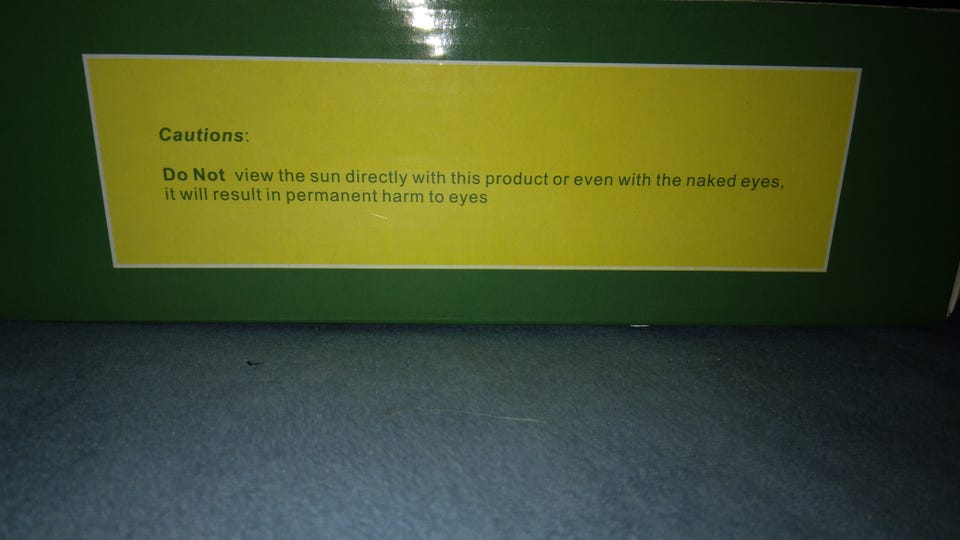 Cautions:
Do Not view the sun directly with this product or even with the naked eyes,
it will result in permanent harm to eyes